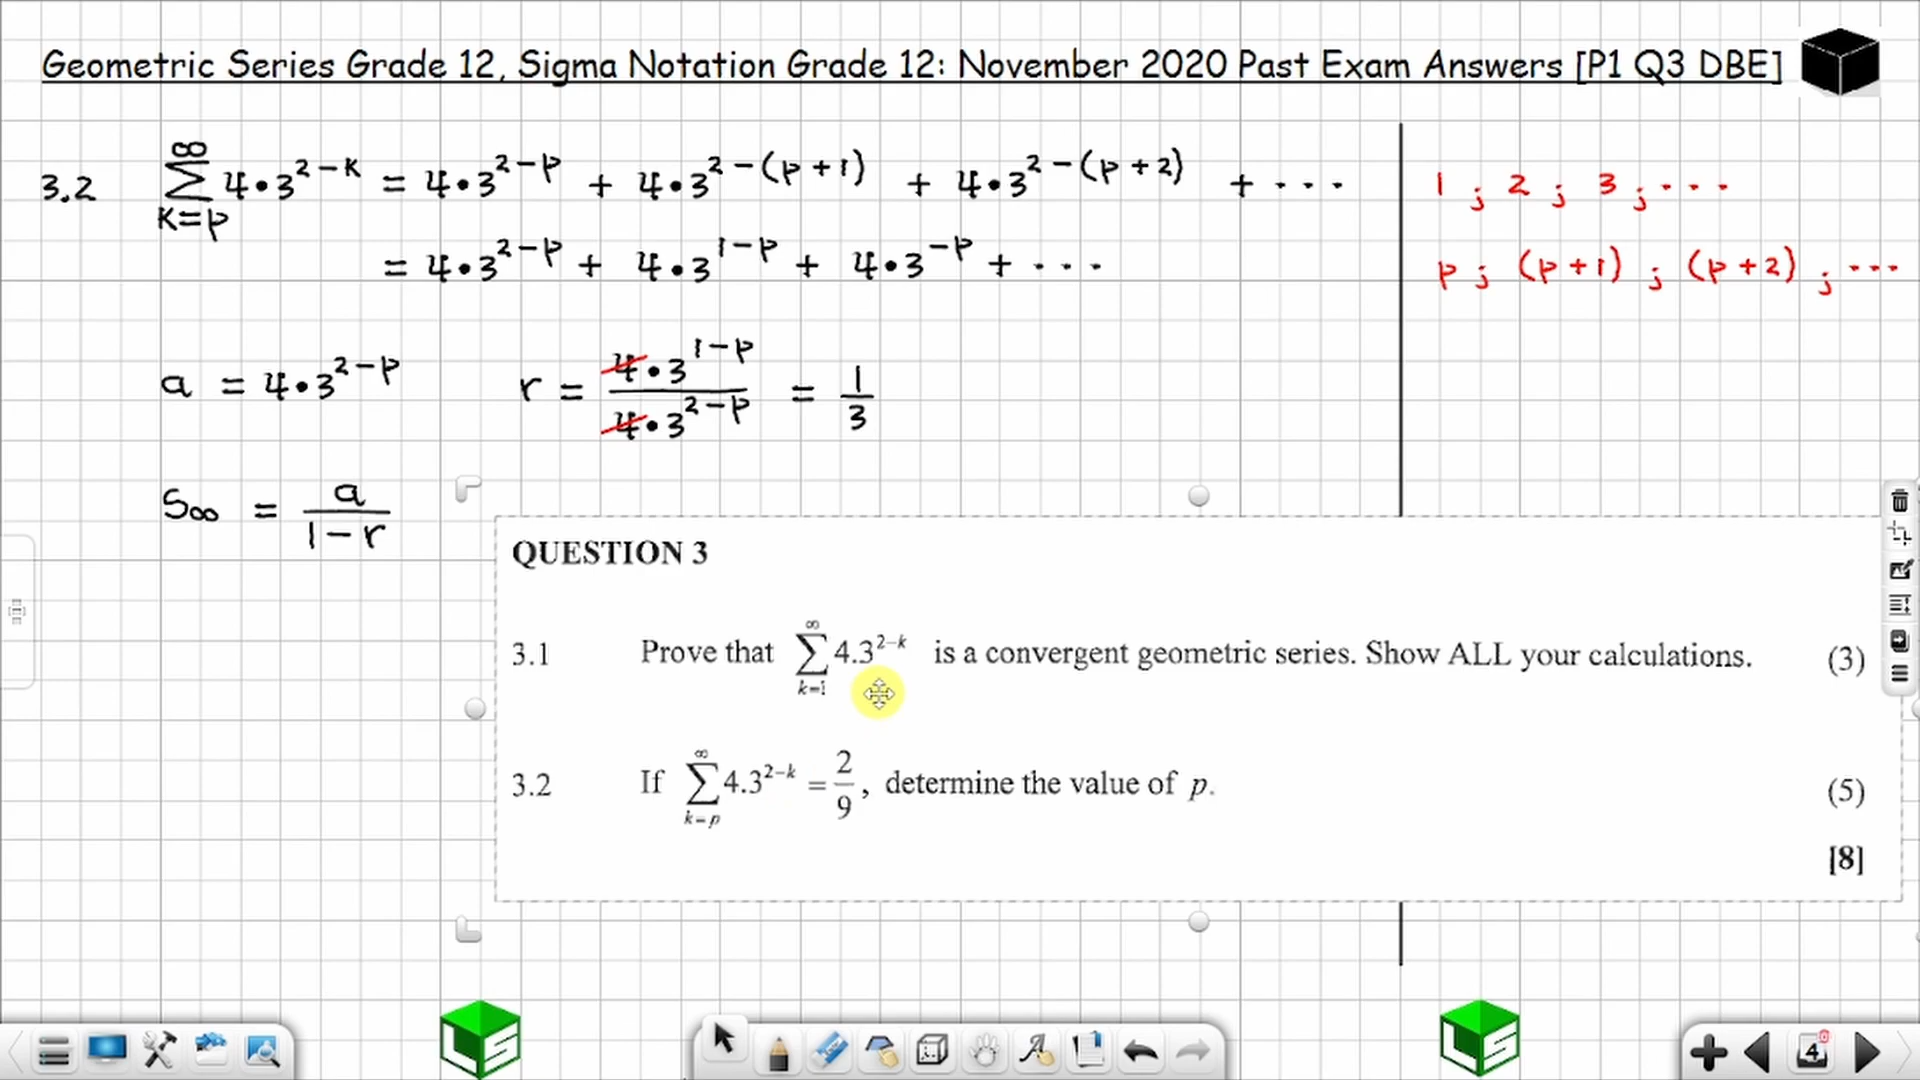 Geometric Series Grade 12, Sigma Notation Grade 12: November 2020 Past Exam Answers [P1 Q3 DBE]
3.2 ∞∑k=p 4•3^{2-k} = 4•3^{2-p} + 4•3^{2-(p+1)} + 4•3^{2-(p+2)} + ...
= 4•3^{2-p} + 4•3^{1-p} + 4•3^{-p} + ...
1 ; 2 ; 3 ; ...
p ; (p+1) ; (p+2) ; ...
a = 4•3^{2-p} r = 4•3^{1-p} / 4•3^{2-p} = 1/3
S∞ = a / 1-r
QUESTION 3
3.1 Prove that ∞∑k=1 4.3^{2-k} is a convergent geometric series. Show ALL your calculations. (3)
3.2 If ∞∑k=p 4.3^{2-k} = 2/9, determine the value of p. (5)
[8]
LS
LS
4
0